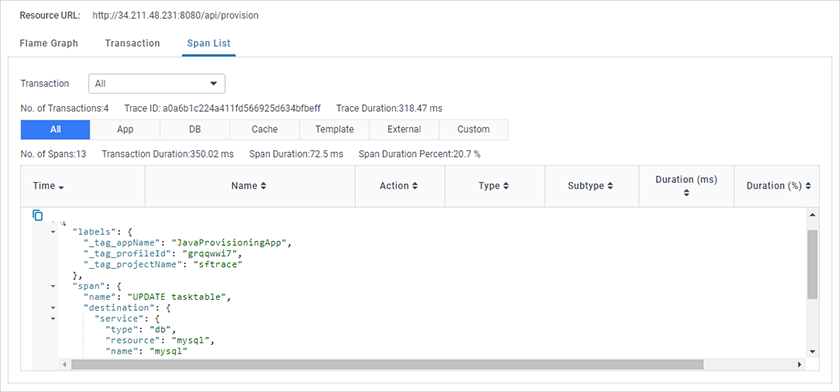 Resource URL: http://34.211.48.231:8080/api/provision
Flame Graph Transaction Span List
Transaction All
No. of Transactions:4 Trace ID: a0a6b1c224a411fd566925d634bfbeff Trace Duration:318.47 ms
All App DB Cache Template External Custom
No. of Spans:13 Transaction Duration:350.02 ms Span Duration:72.5 ms Span Duration Percent:20.7 %
Time Name Action Type Subtype Duration (ms) Duration (%)
"labels": {
"_tag_appName": "JavaProvisioningApp",
"_tag_profileId": "grqqwwi7",
"_tag_projectName": "sftrace"
},
"span": {
"name": "UPDATE tasktable",
"destination": {
"service": {
"type": "db",
"resource": "mysql",
"name": "mysql"